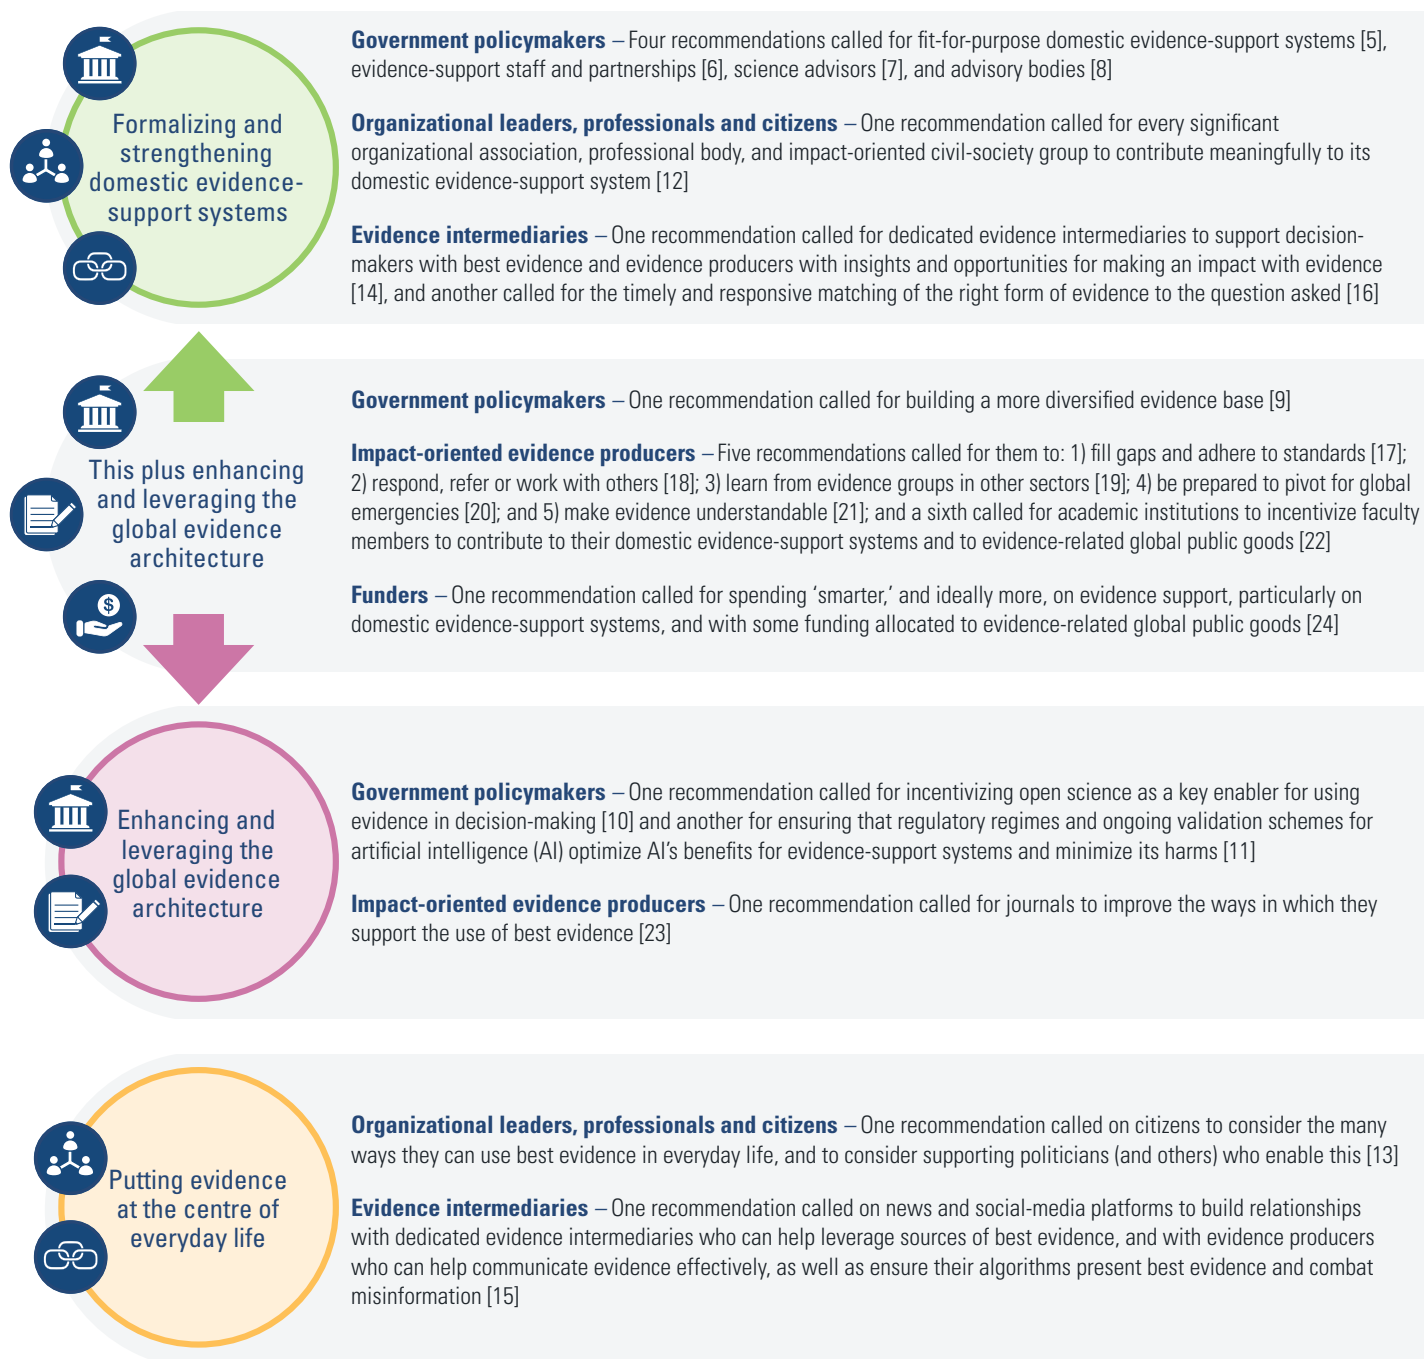 Formalizing and
strengthening
domestic evidence-
support systems
Government policymakers – Four recommendations called for fit-for-purpose domestic evidence-support systems [5],
evidence-support staff and partnerships [6], science advisors [7], and advisory bodies [8]
Organizational leaders, professionals and citizens – One recommendation called for every significant
organizational association, professional body, and impact-oriented civil-society group to contribute meaningfully to its
domestic evidence-support system [12]
Evidence intermediaries – One recommendation called for dedicated evidence intermediaries to support decision-
makers with best evidence and evidence producers with insights and opportunities for making an impact with evidence
[14], and another called for the timely and responsive matching of the right form of evidence to the question asked [16]
This plus enhancing
and leveraging the
global evidence
architecture
Government policymakers – One recommendation called for building a more diversified evidence base [9]
Impact-oriented evidence producers – Five recommendations called for them to: 1) fill gaps and adhere to standards [17];
2) respond, refer or work with others [18]; 3) learn from evidence groups in other sectors [19]; 4) be prepared to pivot for global
emergencies [20]; and 5) make evidence understandable [21]; and a sixth called for academic institutions to incentivize faculty
members to contribute to their domestic evidence-support systems and to evidence-related global public goods [22]
$
Funders – One recommendation called for spending ‘smarter,’ and ideally more, on evidence support, particularly on
domestic evidence-support systems, and with some funding allocated to evidence-related global public goods [24]
Enhancing and
leveraging the
global evidence
architecture
Government policymakers – One recommendation called for incentivizing open science as a key enabler for using
evidence in decision-making [10] and another for ensuring that regulatory regimes and ongoing validation schemes for
artificial intelligence (AI) optimize AI’s benefits for evidence-support systems and minimize its harms [11]
Impact-oriented evidence producers – One recommendation called for journals to improve the ways in which they
support the use of best evidence [23]
Putting evidence
at the centre of
everyday life
Organizational leaders, professionals and citizens – One recommendation called on citizens to consider the many
ways they can use best evidence in everyday life, and to consider supporting politicians (and others) who enable this [13]
Evidence intermediaries – One recommendation called on news and social-media platforms to build relationships
with dedicated evidence intermediaries who can help leverage sources of best evidence, and with evidence producers
who can help communicate evidence effectively, as well as ensure their algorithms present best evidence and combat
misinformation [15]